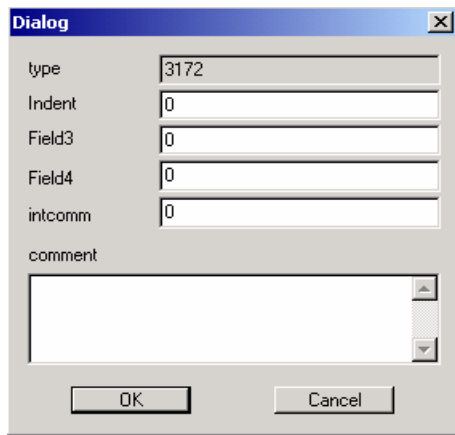 Dialog
type 3172
Indent 0
Field3 0
Field4 0
intcomm 0
comment
OK Cancel